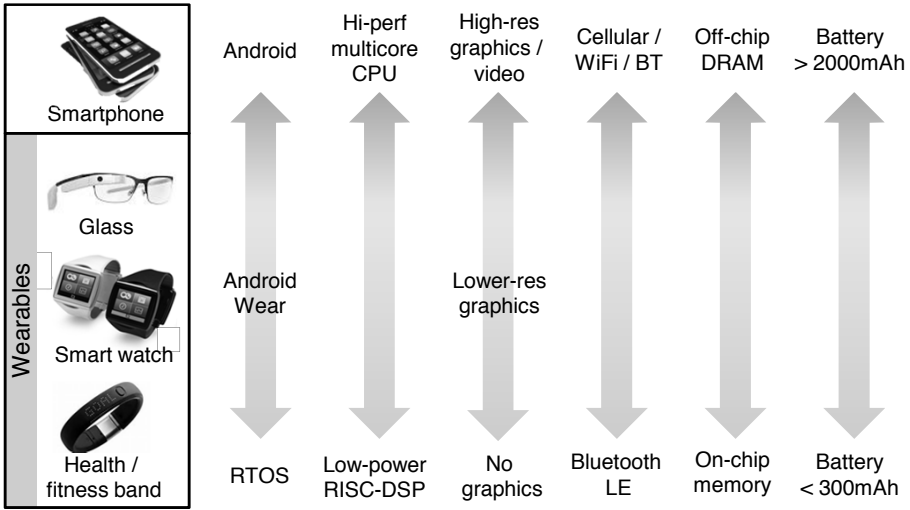 Android
Hi-perf
multicore
CPU
High-res
graphics /
video
Cellular /
WiFi / BT
Off-chip
DRAM
Battery
> 2000mAh
Smartphone
Wearables
Glass
Android
Wear
Lower-res
graphics
Smart watch
GOAL
Health /
fitness band
RTOS
Low-power
RISC-DSP
No
graphics
Bluetooth
LE
On-chip
memory
Battery
< 300mAh